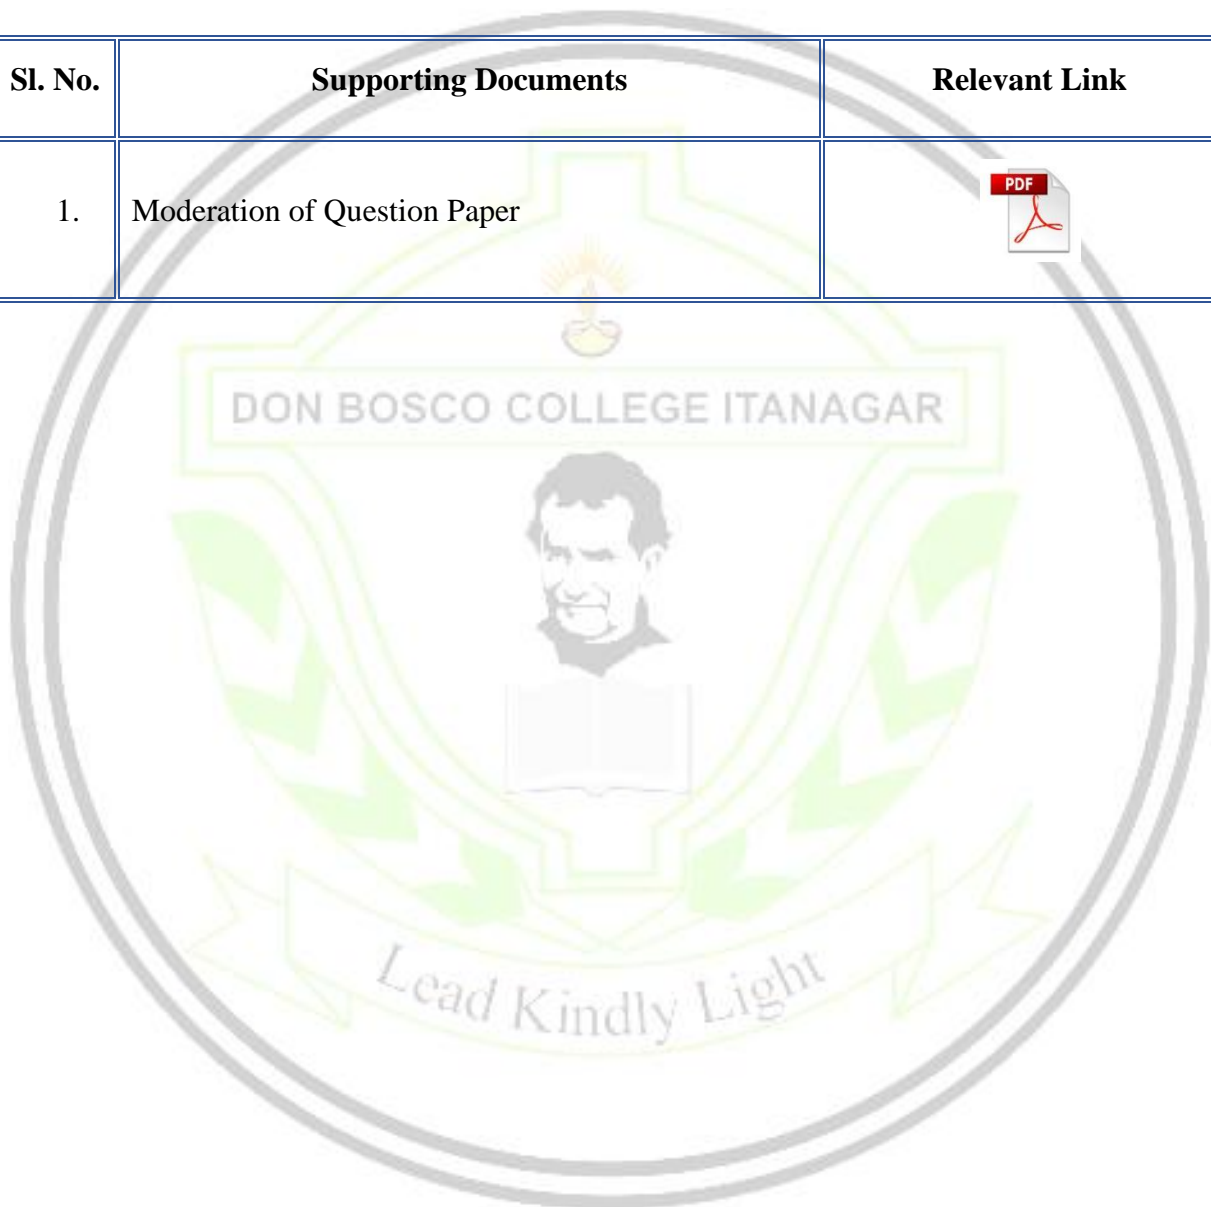 Sl. No. Supporting Documents Relevant Link
1. Moderation of Question Paper PDF
DON BOSCO COLLEGE ITANAGAR
Lead Kindly Light